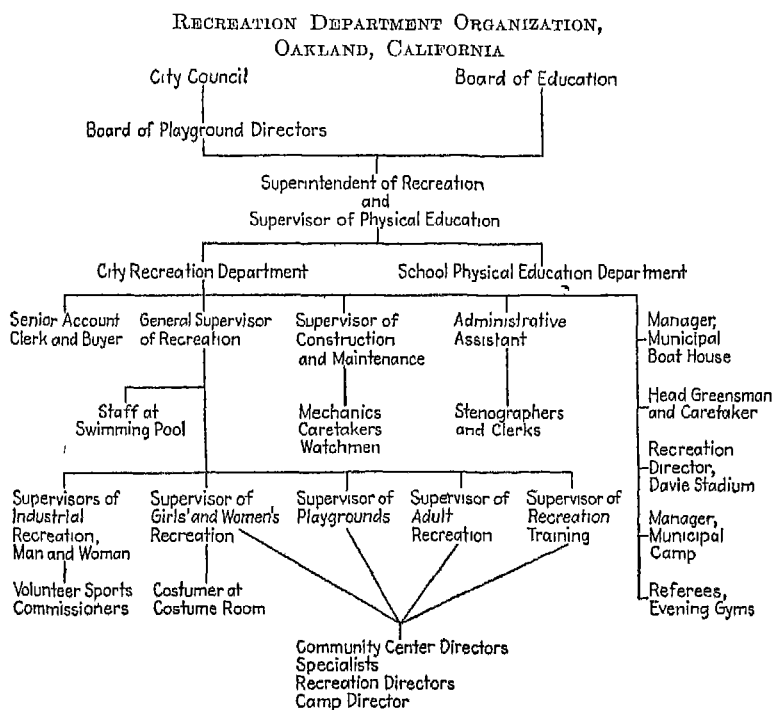 RECREATION DEPARTMENT ORGANIZATION,
OAKLAND, CALIFORNIA
City Council
Board of Education
Board of Playground Directors
Superintendent of Recreation
and
Supervisor of Physical Education
City Recreation Department
School Physical Education Department
Senior Account
Clerk and Buyer
General Supervisor
of Recreation
Supervisor of
Construction
and Maintenance
Administrative
Assistant
Manager,
Municipal
Boat House
Staff at
Swimming Pool
Mechanics
Caretakers
Watchmen
Stenographers
and Clerks
Head Greensman
and Caretaker
Recreation
Director,
Davie Stadium
Supervisors of
Industrial
Recreation,
Man and Woman
Supervisor of
Girls' and Women's
Recreation
Supervisor of
Playgrounds
Supervisor of
Adult
Recreation
Supervisor of
Recreation
Training
Manager,
Municipal
Camp
Volunteer Sports
Commissioners
Costumer at
Costume Room
Referees,
Evening Gyms
Community Center Directors
Specialists
Recreation Directors
Camp Director